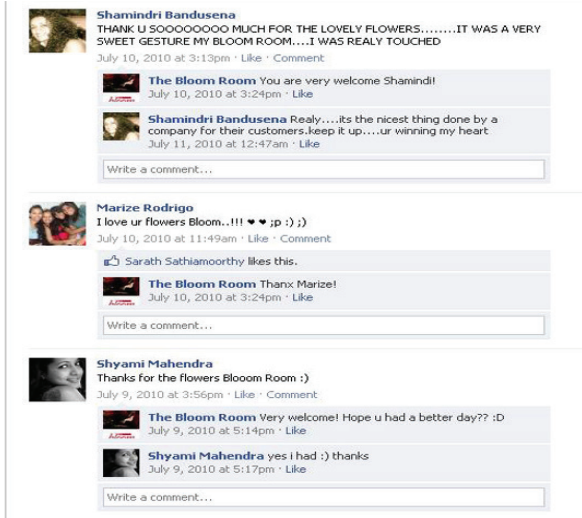 Shamindri Bandusena
THANK U SOOOOOOOO MUCH FOR THE LOVELY FLOWERS........IT WAS A VERY
SWEET GESTURE MY BLOOM ROOM....I WAS REALY TOUCHED
July 10, 2010 at 3:13pm · Like · Comment
The Bloom Room You are very welcome Shamindi!
July 10, 2010 at 3:24pm · Like
Shamindri Bandusena Realy....its the nicest thing done by a
company for their customers.keep it up....ur winning my heart
July 11, 2010 at 12:47am · Like
Write a comment...
Marize Rodrigo
I love ur flowers Bloom..!!! ♥ ♥ ;p :) ;)
July 10, 2010 at 11:49am · Like · Comment
Sarath Sathiamoorthy likes this.
The Bloom Room Thanx Marize!
July 10, 2010 at 3:24pm · Like
Write a comment...
Shyami Mahendra
Thanks for the flowers Blooom Room :)
July 9, 2010 at 3:56pm · Like · Comment
The Bloom Room Very welcome! Hope u had a better day?? :D
July 9, 2010 at 5:14pm · Like
Shyami Mahendra yes i had :) thanks
July 9, 2010 at 5:17pm · Like
Write a comment...